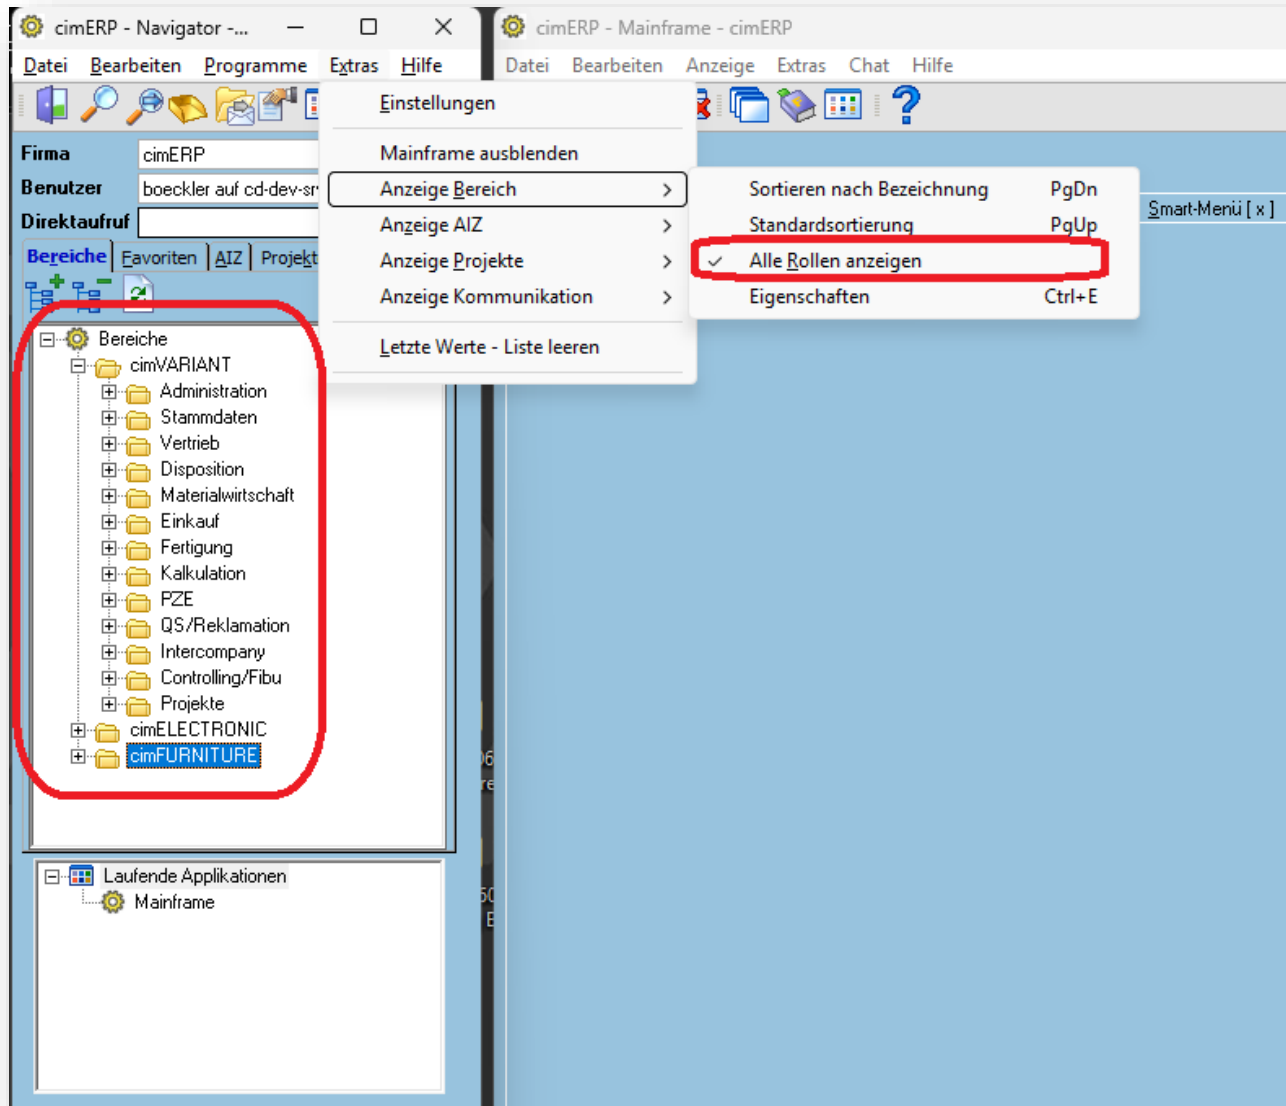 cimERP - Navigator -...
cimERP - Mainframe - cimERP
Datei Bearbeiten Programme Extras Hilfe
Datei Bearbeiten Anzeige Extras Chat Hilfe
Einstellungen
Mainframe ausblenden
Anzeige Bereich
Anzeige AIZ
Anzeige Projekte
Anzeige Kommunikation
Letzte Werte - Liste leeren
Sortieren nach Bezeichnung PgDn
Standardsortierung PgUp
Alle Rollen anzeigen
Eigenschaften Ctrl+E
Smart-Menü [ x ]
Firma cimERP
Benutzer boeckler auf cd-dev-sr
Direktaufruf
Bereiche Favoriten AIZ Projekt
Bereiche
cimVARIANT
Administration
Stammdaten
Vertrieb
Disposition
Materialwirtschaft
Einkauf
Fertigung
Kalkulation
PZE
QS/Reklamation
Intercompany
Controlling/Fibu
Projekte
cimELECTRONIC
cimFURNITURE
Laufende Applikationen
Mainframe